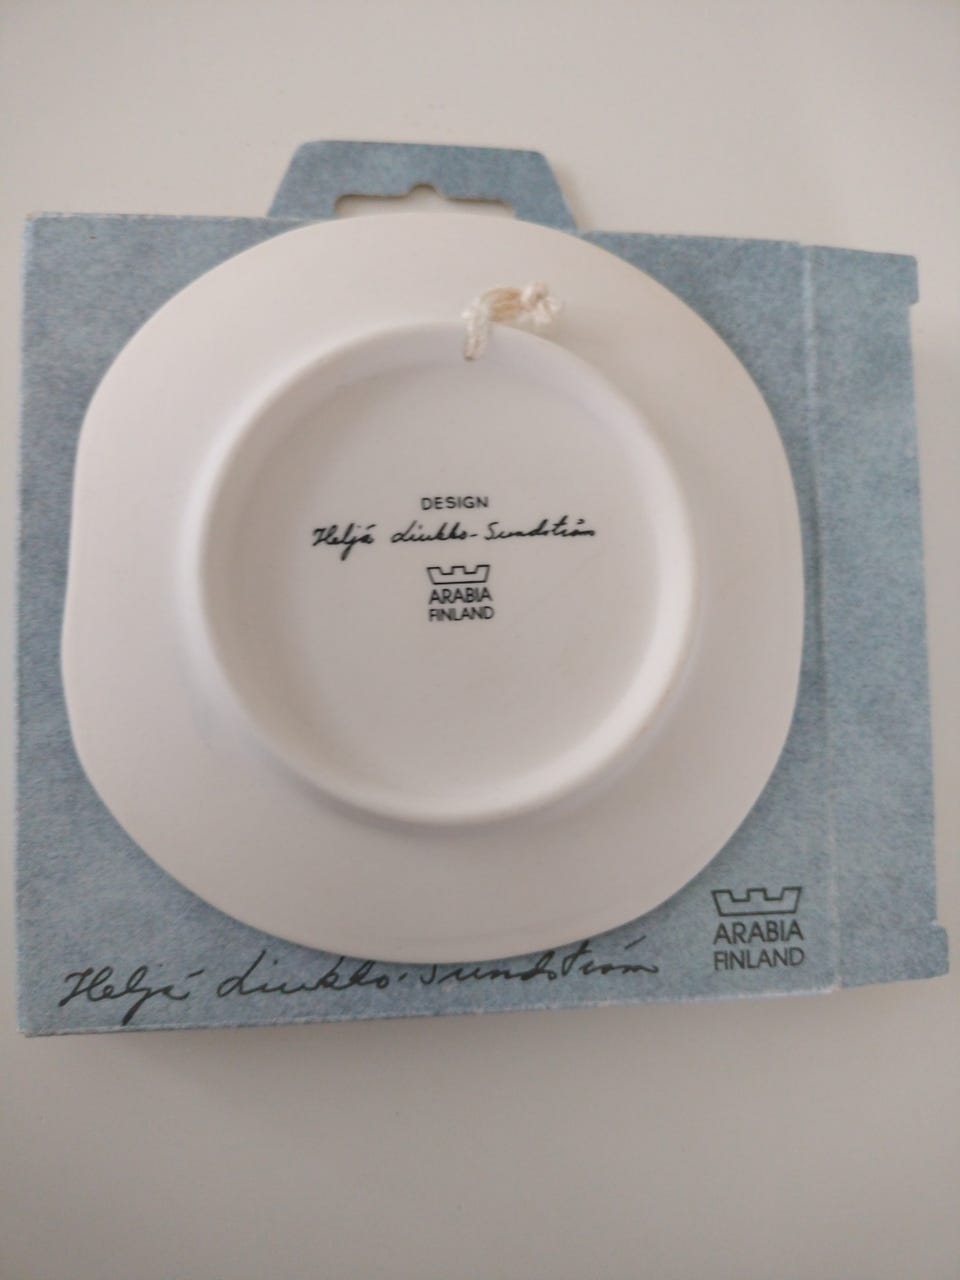 DESIGN
Heljä Liukko-Sundström
ARABIA
FINLAND
Heljä Liukko-Sundström
ARABIA
FINLAND